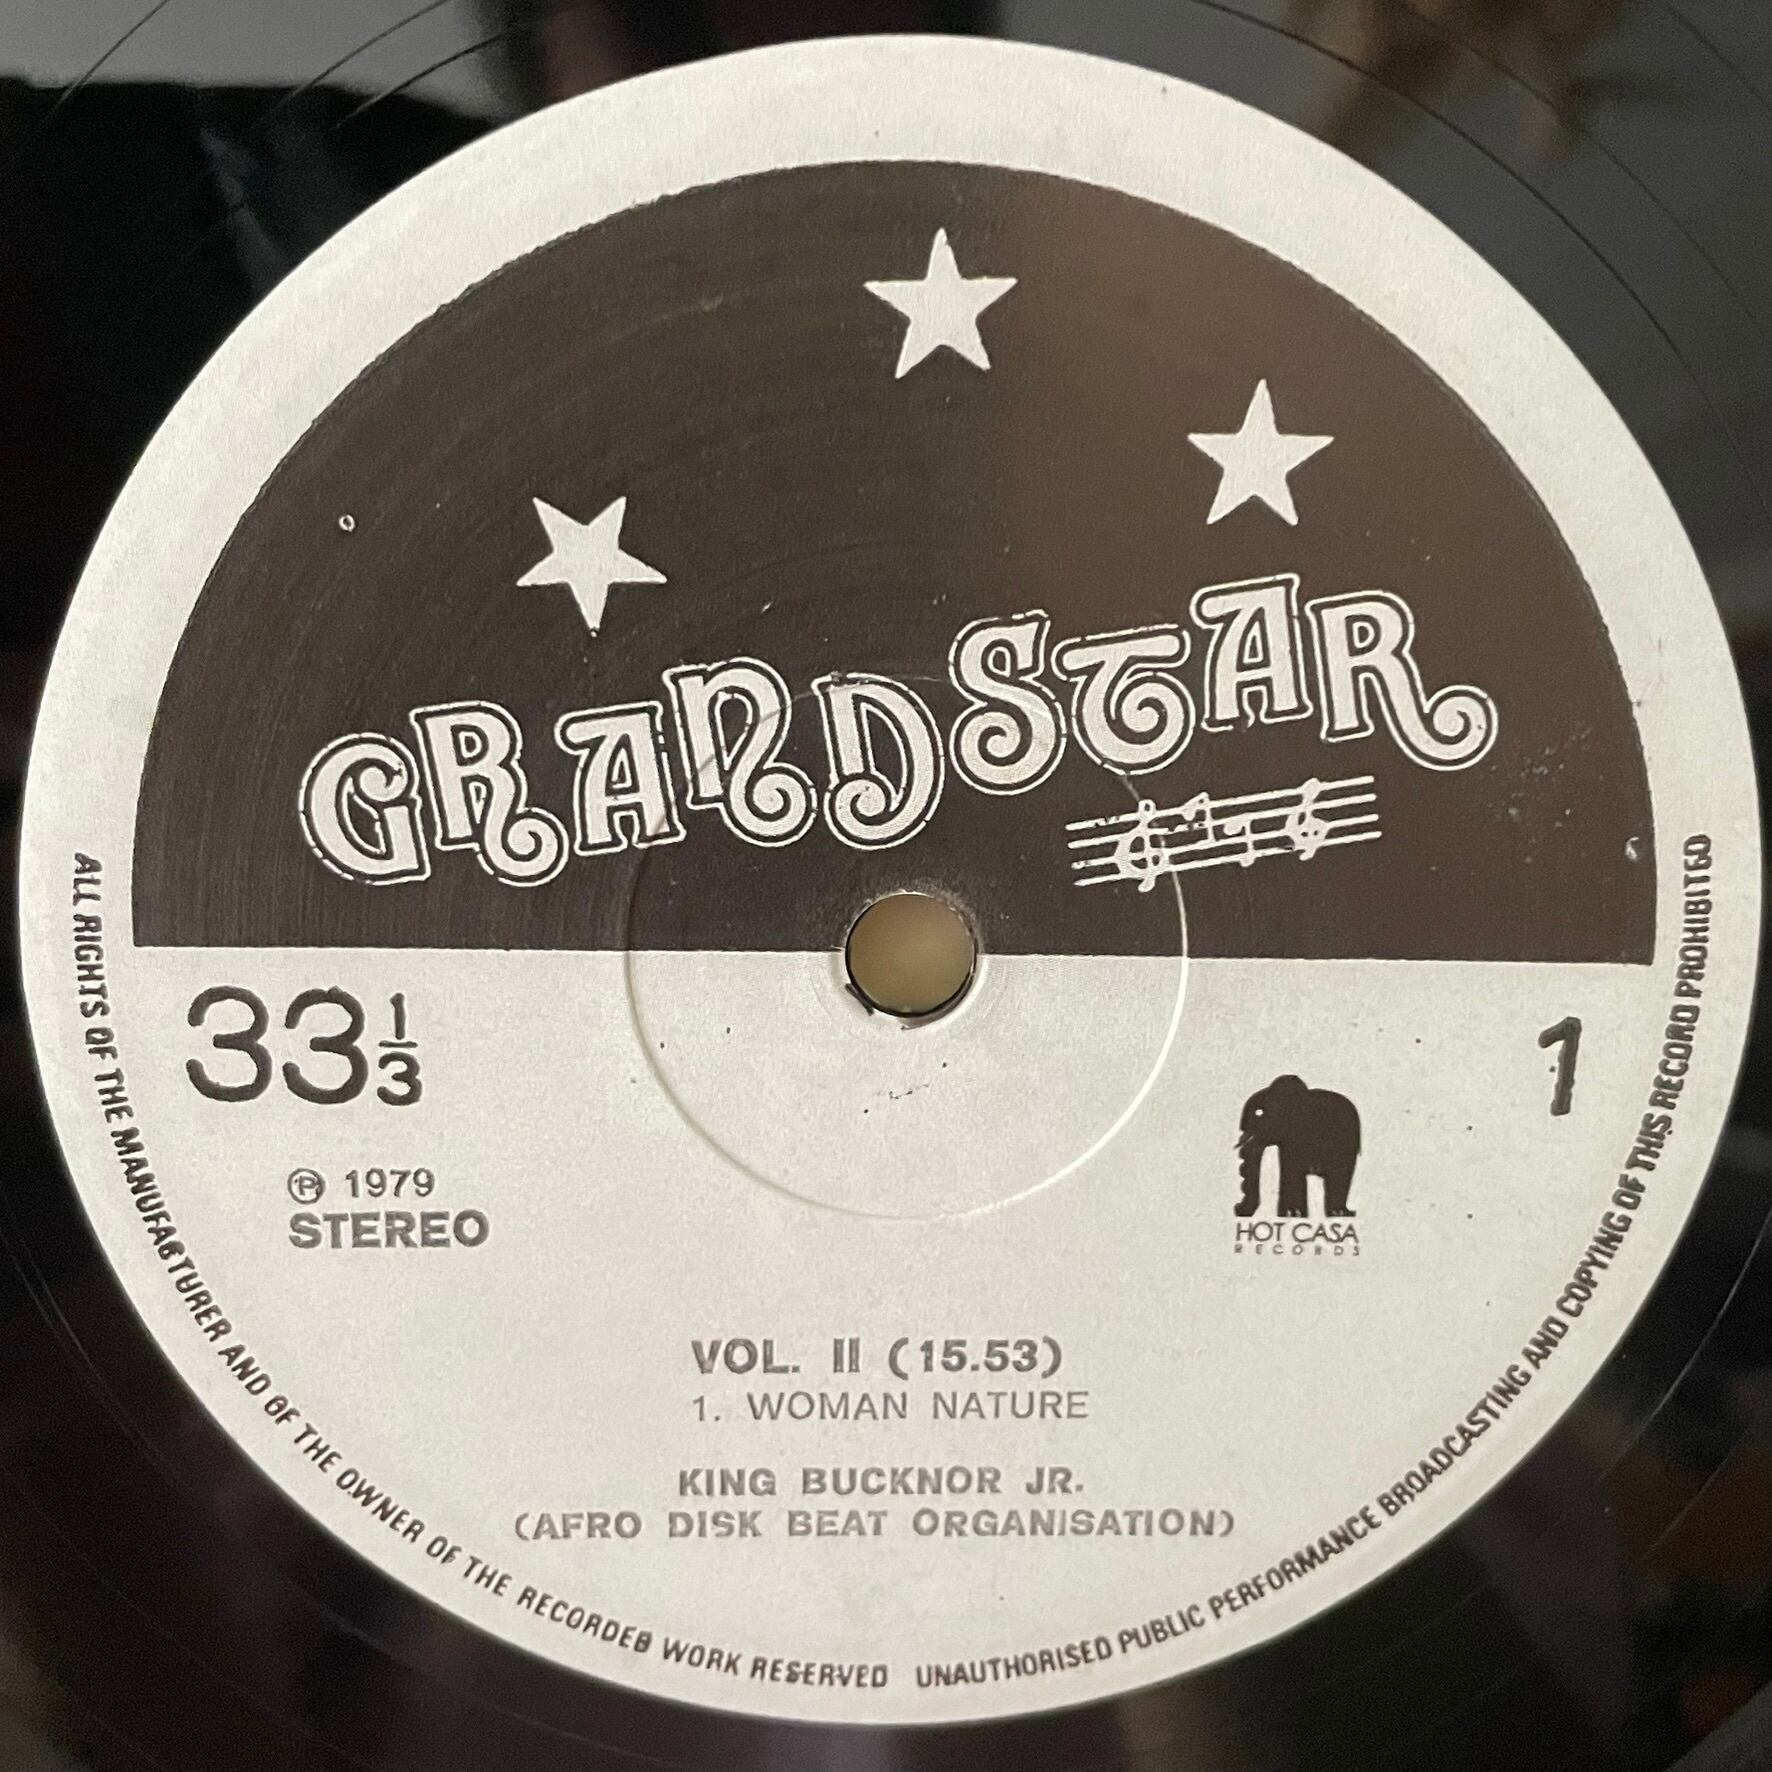 GRANDSTAR
33 1/3
1
℗ 1979
STEREO
HOT CASA
RECORDS
VOL. II (15.53)
1. WOMAN NATURE
KING BUCKNOR JR.
(AFRO DISK BEAT ORGANISATION)
ALL RIGHTS OF THE MANUFACTURER AND OF THE OWNER OF THE RECORDED WORK RESERVED UNAUTHORISED PUBLIC PERFORMANCE BROADCASTING AND COPYING OF THIS RECORD PROHIBITED